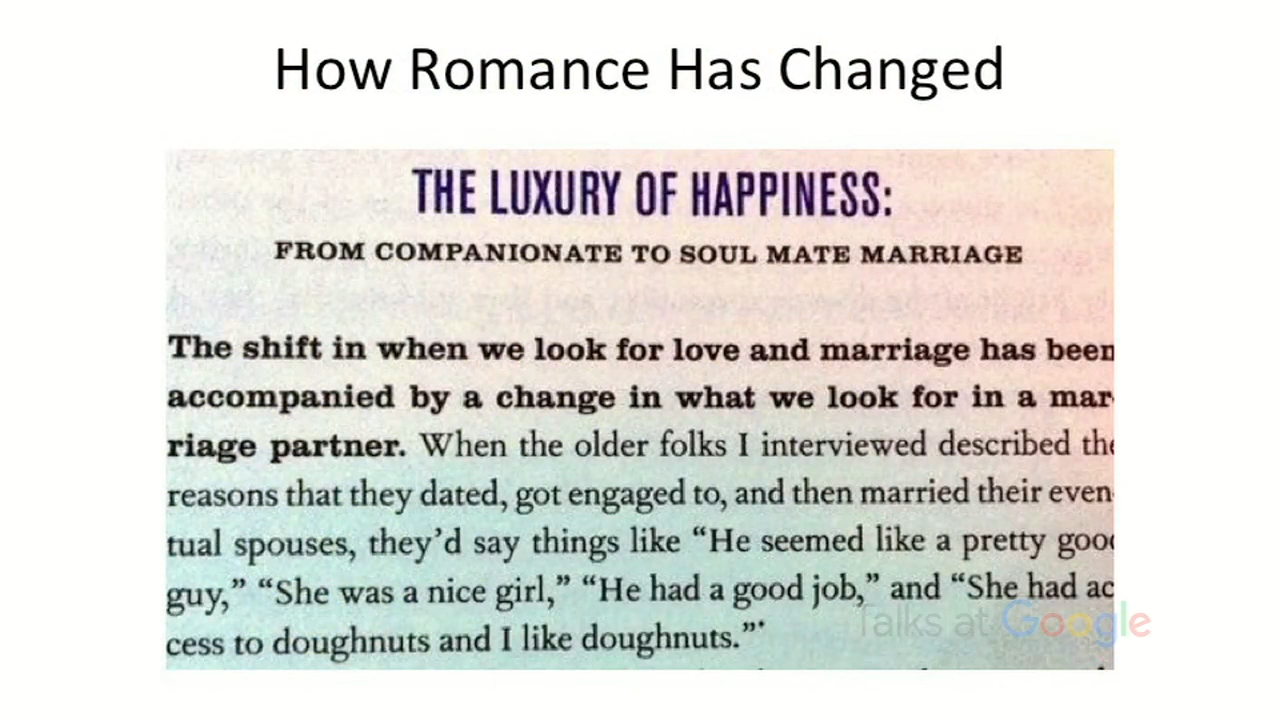 How Romance Has Changed
THE LUXURY OF HAPPINESS:
FROM COMPANIONATE TO SOUL MATE MARRIAGE
The shift in when we look for love and marriage has been
accompanied by a change in what we look for in a mar-
riage partner. When the older folks I interviewed described the
reasons that they dated, got engaged to, and then married their even-
tual spouses, they’d say things like “He seemed like a pretty good
guy,” “She was a nice girl,” “He had a good job,” and “She had ac
cess to doughnuts and I like doughnuts.”*
Talks at Google